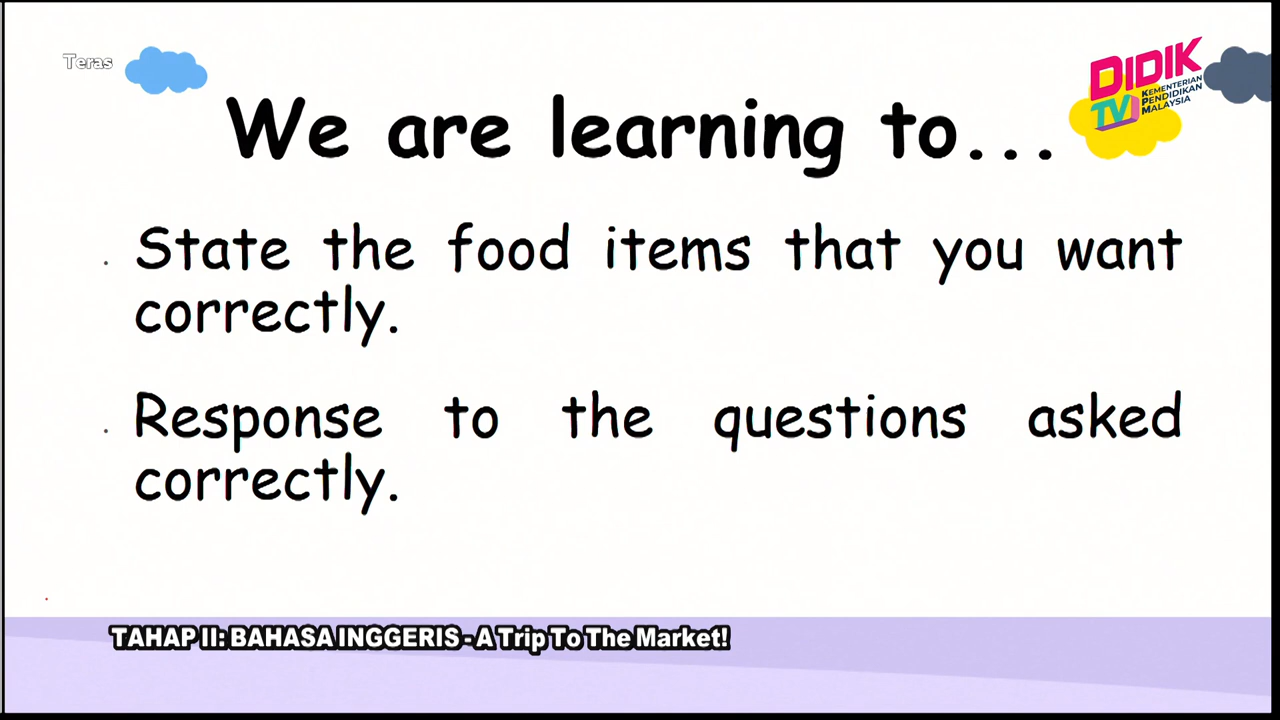 Teras
DIDIK
TV
KEMENTERIAN
PENDIDIKAN
MALAYSIA
We are learning to...
. State the food items that you want
correctly.
. Response to the questions asked
correctly.
TAHAP II: BAHASA INGGERIS - A Trip To The Market!